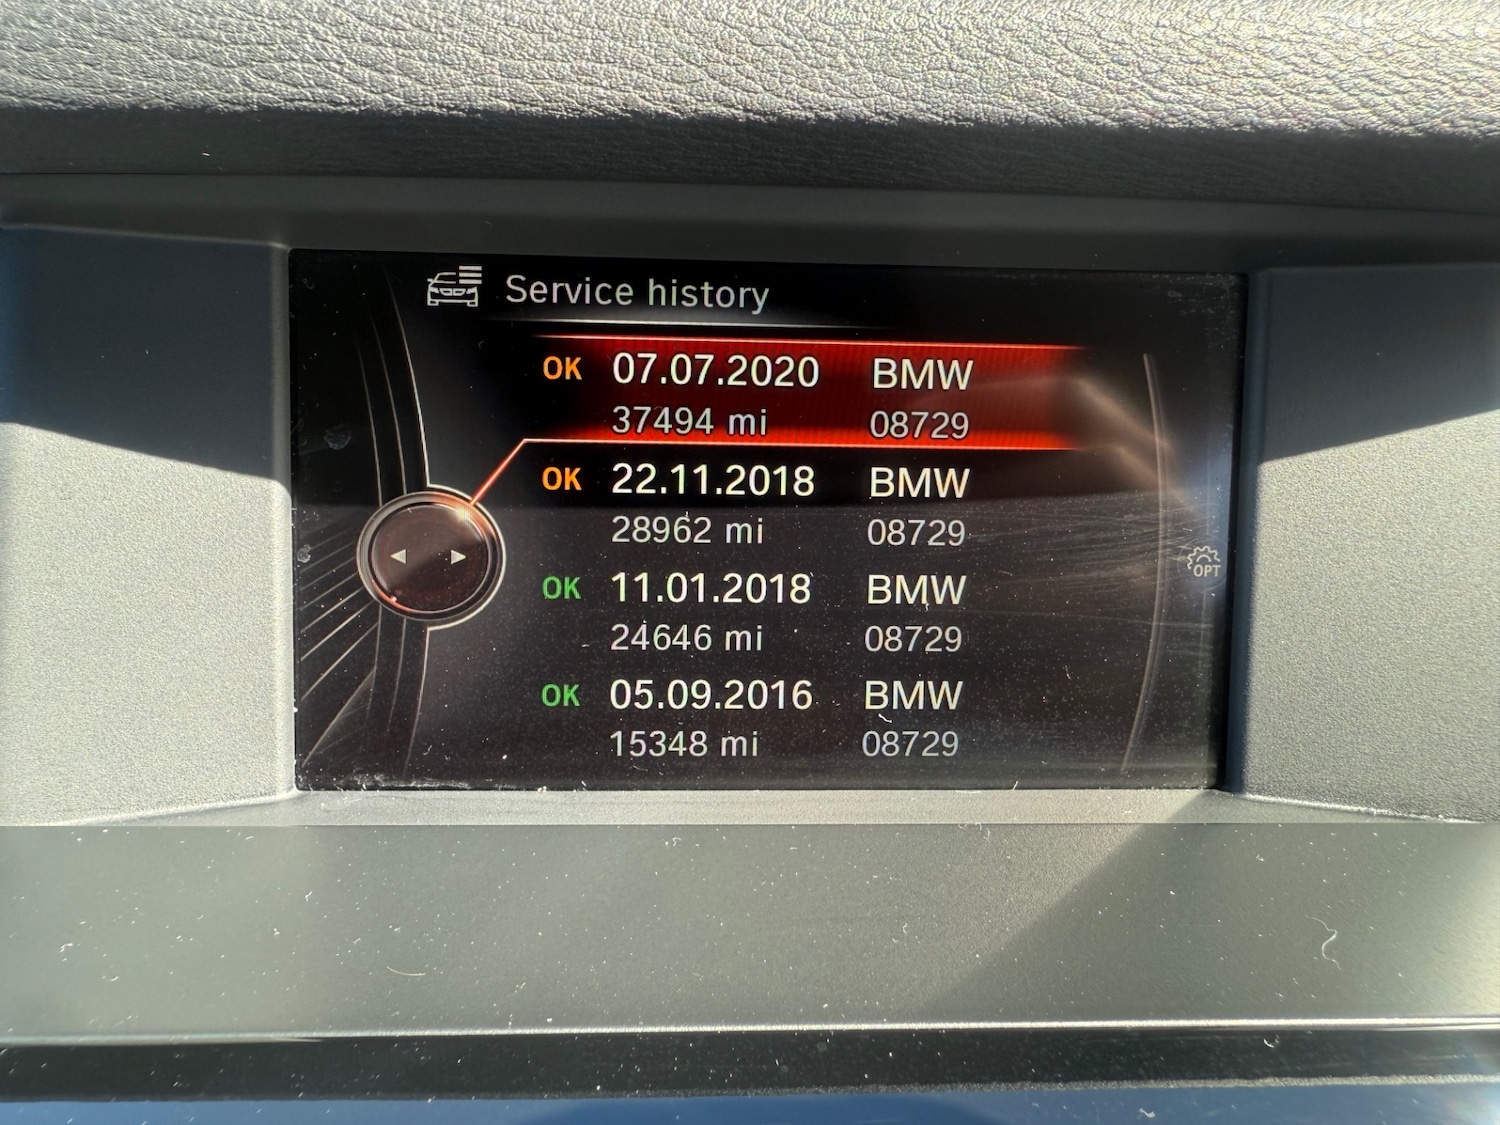 Service history
OK 07.07.2020 BMW
37494 mi 08729
OK 22.11.2018 BMW
28962 mi 08729
OK 11.01.2018 BMW
24646 mi 08729
OK 05.09.2016 BMW
15348 mi 08729
OPT